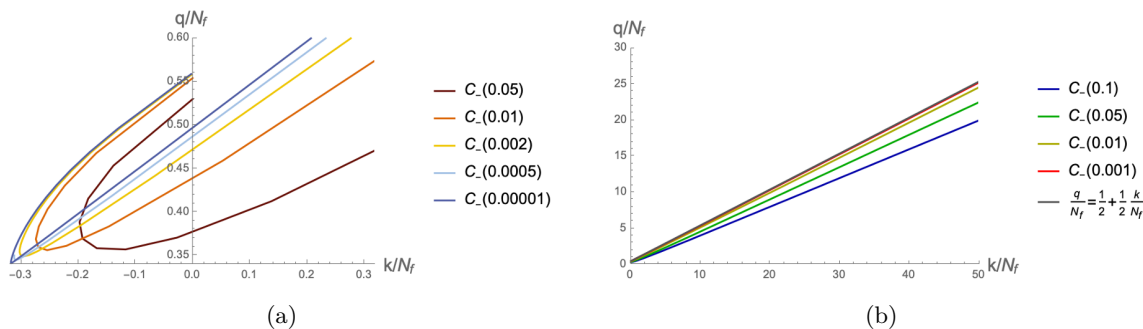 q/N_f
0.60
0.55
0.50
0.45
0.40
0.35
−0.3 −0.2 −0.1 0.0 0.1 0.2 0.3
k/N_f
C_-(0.05)
C_-(0.01)
C_-(0.002)
C_-(0.0005)
C_-(0.00001)
(a)
q/N_f
30
25
20
15
10
5
0
0 10 20 30 40 50
k/N_f
C_-(0.1)
C_-(0.05)
C_-(0.01)
C_-(0.001)
q/N_f = 1/2 + 1/2 k/N_f
(b)